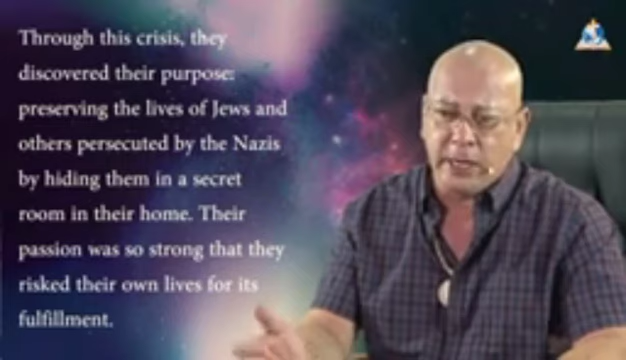 Through this crisis, they
discovered their purpose:
preserving the lives of Jews and
others persecuted by the Nazis
by hiding them in a secret
room in their home. Their
passion was so strong that they
risked their own lives for its
fulfillment.